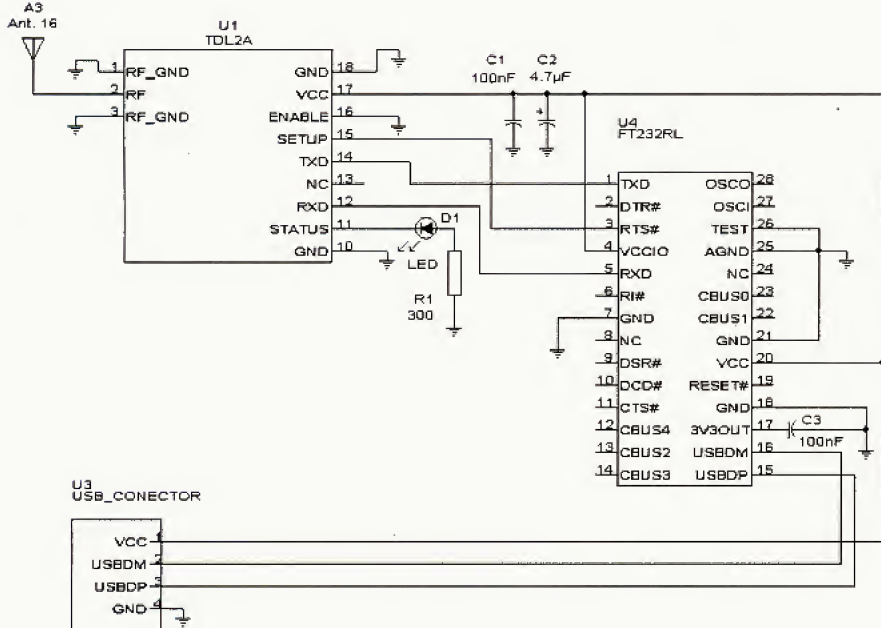 A3
Ant. 16
U1
TDL2A
1 RF_GND
2 RF
3 RF_GND
GND 18
VCC 17
ENABLE 16
SETUP 15
TXD 14
NC 13
RXD 12
STATUS 11
GND 10
C1
100nF
C2
4.7µF
+
D1
LED
R1
300
U4
FT232RL
1 TXD
2 DTR#
3 RTS#
4 VCCIO
5 RXD
6 RI#
7 GND
8 NC
9 DSR#
10 DCD#
11 CTS#
12 CBUS4
13 CBUS2
14 CBUS3
OSCO 28
OSCI 27
TEST 26
AGND 25
NC 24
CBUS0 23
CBUS1 22
GND 21
VCC 20
RESET# 19
GND 18
3V3OUT 17
USBDM 16
USBDP 15
C3
100nF
U3
USB_CONECTOR
VCC 1
USBDM 2
USBDP 3
GND 4